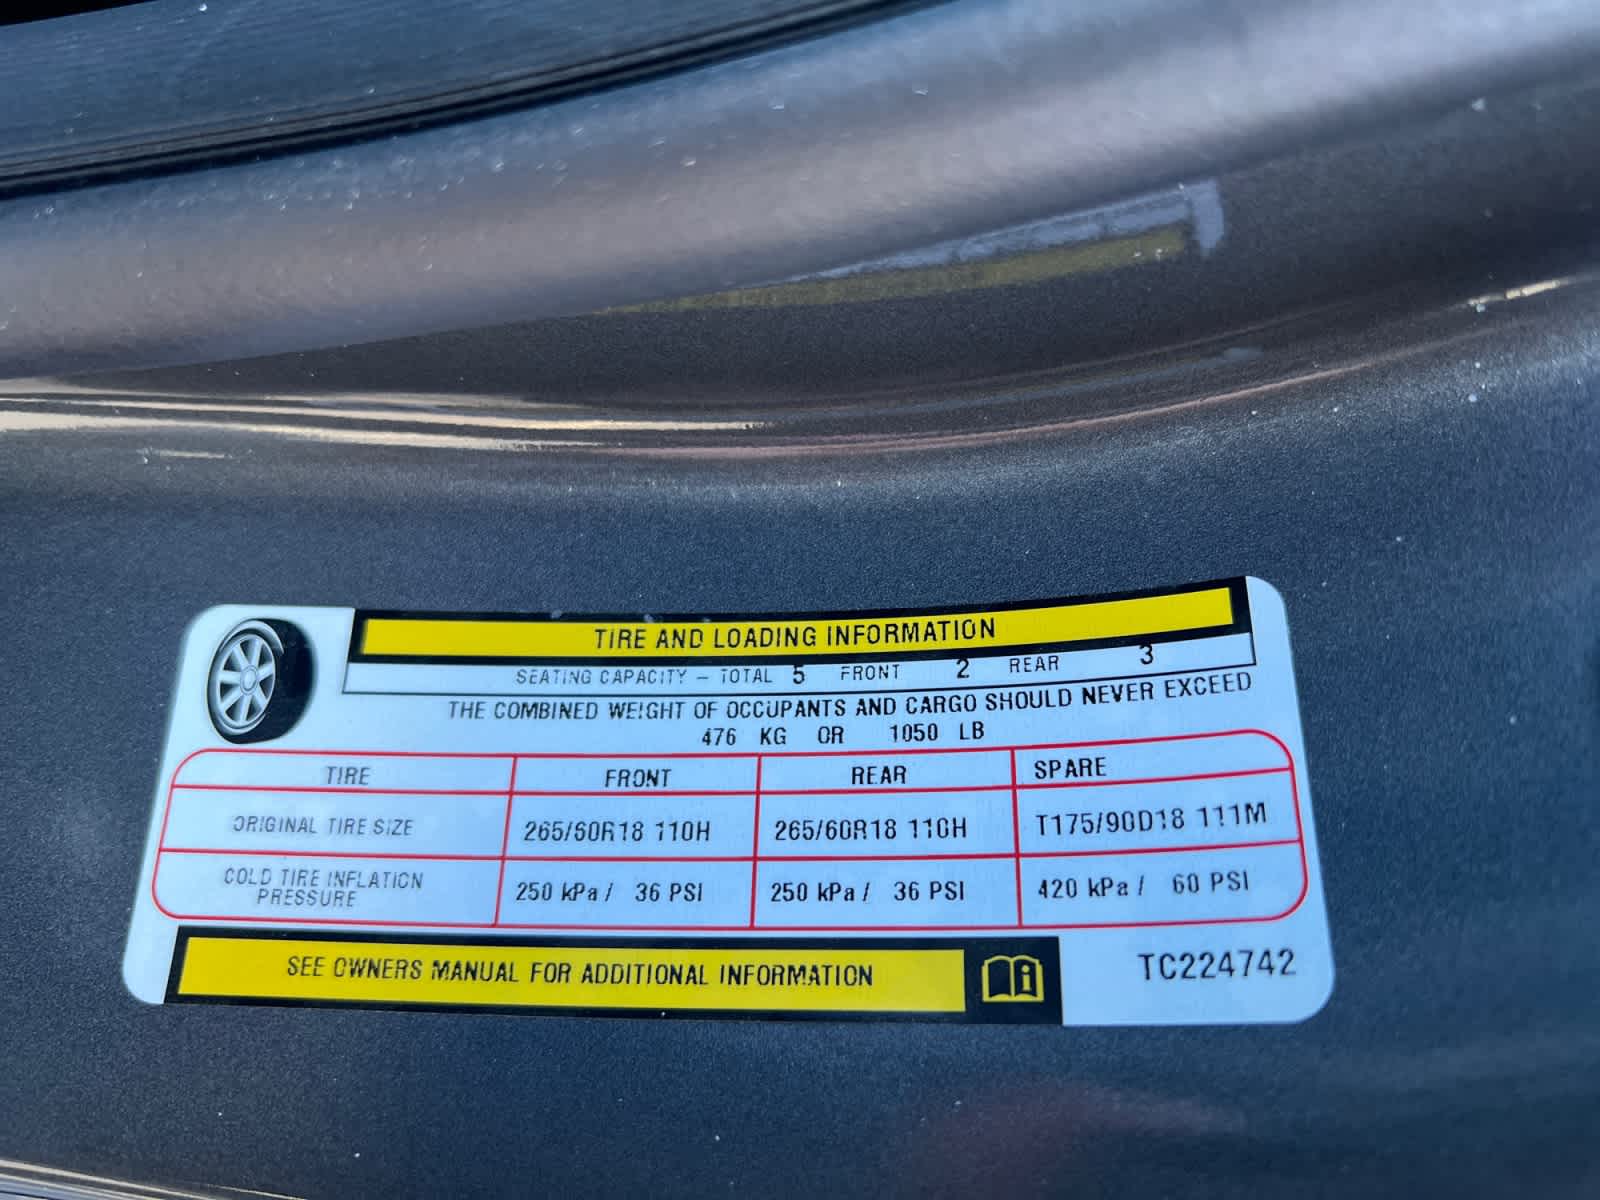 TIRE AND LOADING INFORMATION
SEATING CAPACITY – TOTAL 5 FRONT 2 REAR 3
THE COMBINED WEIGHT OF OCCUPANTS AND CARGO SHOULD NEVER EXCEED
476 KG OR 1050 LB
TIRE FRONT REAR SPARE
ORIGINAL TIRE SIZE 265/60R18 110H 265/60R18 110H T175/90D18 111M
COLD TIRE INFLATION
PRESSURE 250 kPa / 36 PSI 250 kPa / 36 PSI 420 kPa / 60 PSI
SEE OWNERS MANUAL FOR ADDITIONAL INFORMATION
TC224742